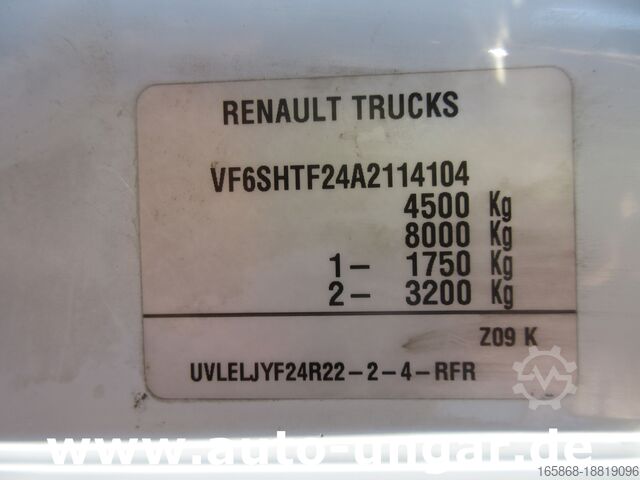 RENAULT TRUCKS
VF6SHTF24A2114104
4500 Kg
8000 Kg
1- 1750 Kg
2- 3200 Kg
Z09 K
UVLELJYF24R22-2-4-RFR
www.auto-ungar.de
165868-18819096